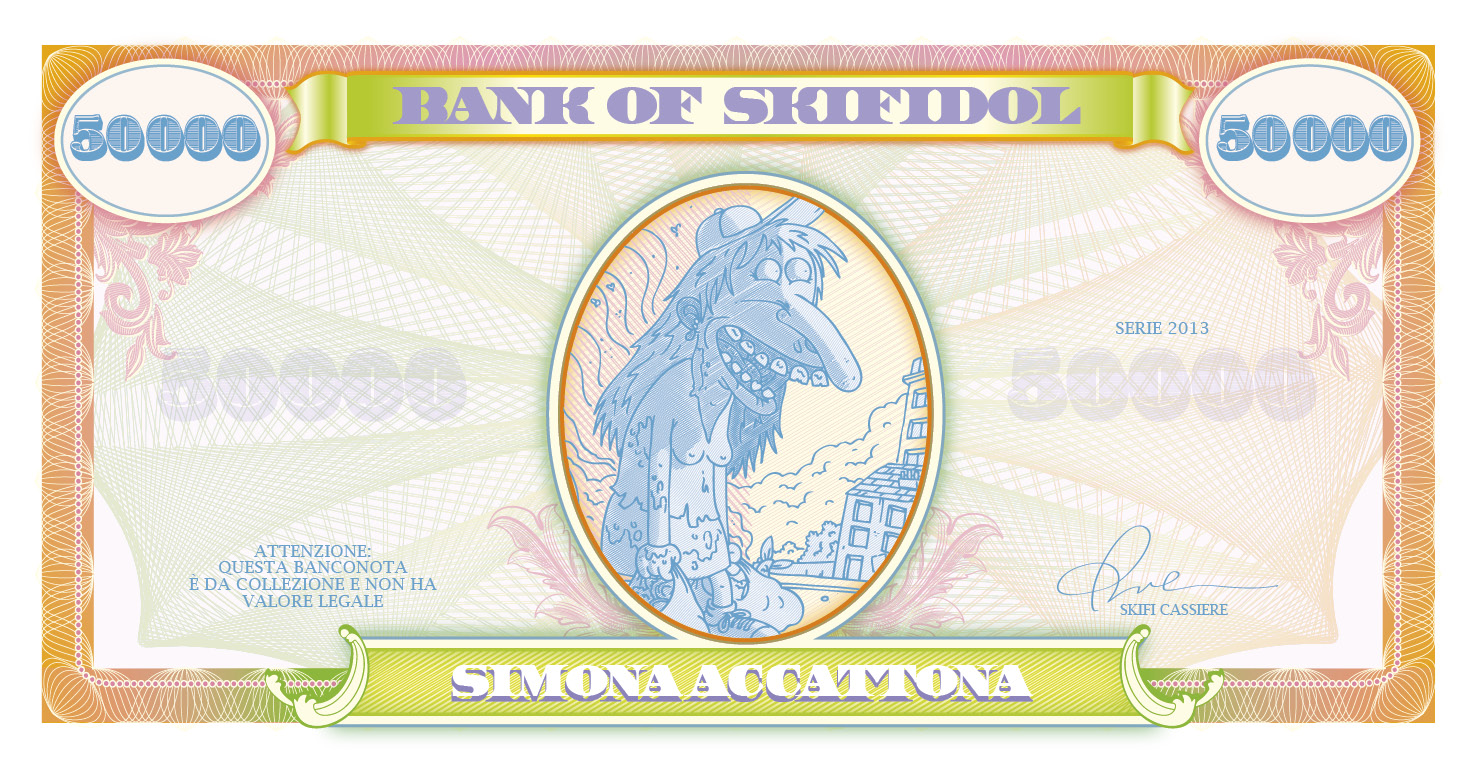 BANK OF SKIFIDOL
50000
50000
SERIE 2013
50000
50000
ATTENZIONE:
QUESTA BANCONOTA
È DA COLLEZIONE E NON HA
VALORE LEGALE
SKIFI CASSIERE
SIMONA ACCATTONA